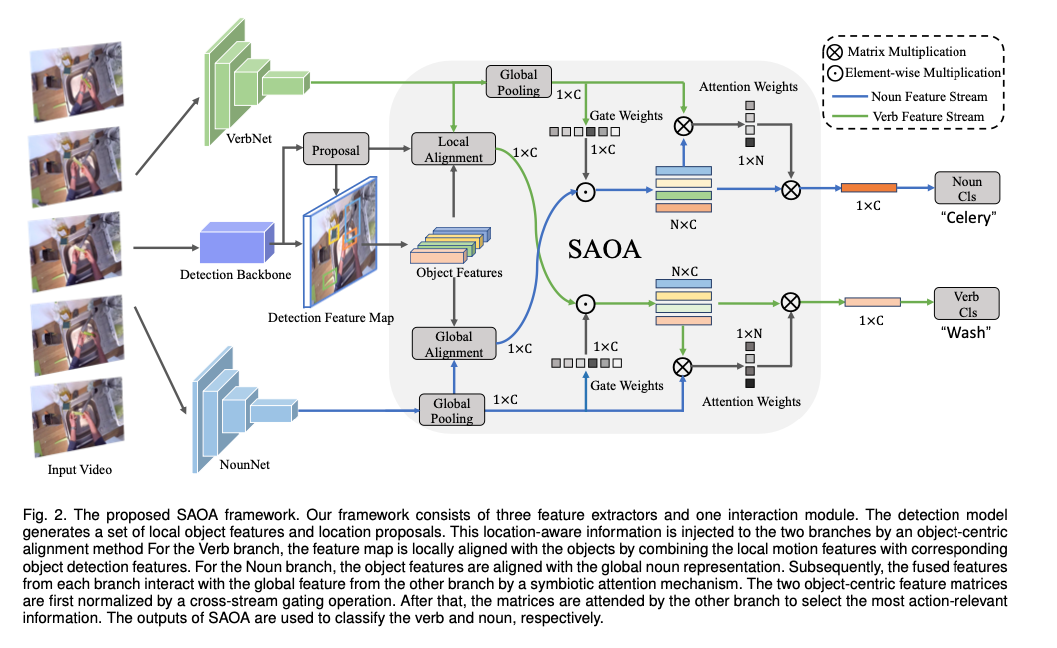 Matrix Multiplication
Element-wise Multiplication
Noun Feature Stream
Verb Feature Stream
VerbNet
Global
Pooling
1×C
Gate Weights
1×C
Attention Weights
1×N
Proposal
Local
Alignment
1×C
N×C
1×C
Noun
Cls
"Celery"
Detection Backbone
Object Features
SAOA
Detection Feature Map
N×C
Global
Alignment
1×C
1×C
Gate Weights
1×N
Attention Weights
1×C
Verb
Cls
"Wash"
Global
Pooling
1×C
NounNet
Input Video
Fig. 2. The proposed SAOA framework. Our framework consists of three feature extractors and one interaction module. The detection model
generates a set of local object features and location proposals. This location-aware information is injected to the two branches by an object-centric
alignment method For the Verb branch, the feature map is locally aligned with the objects by combining the local motion features with corresponding
object detection features. For the Noun branch, the object features are aligned with the global noun representation. Subsequently, the fused features
from each branch interact with the global feature from the other branch by a symbiotic attention mechanism. The two object-centric feature matrices
are first normalized by a cross-stream gating operation. After that, the matrices are attended by the other branch to select the most action-relevant
information. The outputs of SAOA are used to classify the verb and noun, respectively.